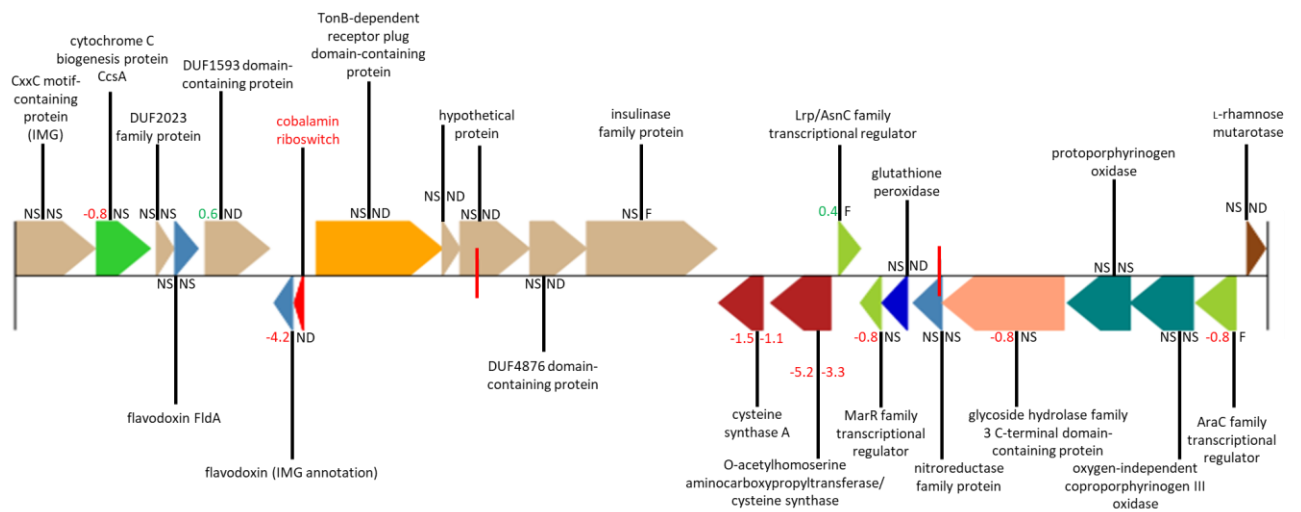 CxxC motif-
containing
protein
(IMG)
cytochrome C
biogenesis protein
CcsA
DUF2023
family protein
DUF1593 domain-
containing protein
cobalamin
riboswitch
TonB-dependent
receptor plug
domain-containing
protein
hypothetical
protein
insulinase
family protein
Lrp/AsnC family
transcriptional regulator
glutathione
peroxidase
protoporphyrinogen
oxidase
L-rhamnose
mutarotase
NS NS
-0.8 NS
NS NS
0.6 ND
NS ND
NS ND
NS ND
NS F
0.4 F
NS ND
NS NS
NS ND
NS NS
-4.2 ND
NS ND
-1.5 -1.1
-5.2 -3.3
-0.8 NS
NS NS
-0.8 NS
NS NS
-0.8 F
flavodoxin FldA
flavodoxin (IMG annotation)
DUF4876 domain-
containing protein
cysteine
synthase A
O-acetylhomoserine
aminocarboxypropyltransferase/
cysteine synthase
MarR family
transcriptional
regulator
nitroreductase
family protein
glycoside hydrolase family
3 C-terminal domain-
containing protein
oxygen-independent
coproporphyrinogen III
oxidase
AraC family
transcriptional
regulator